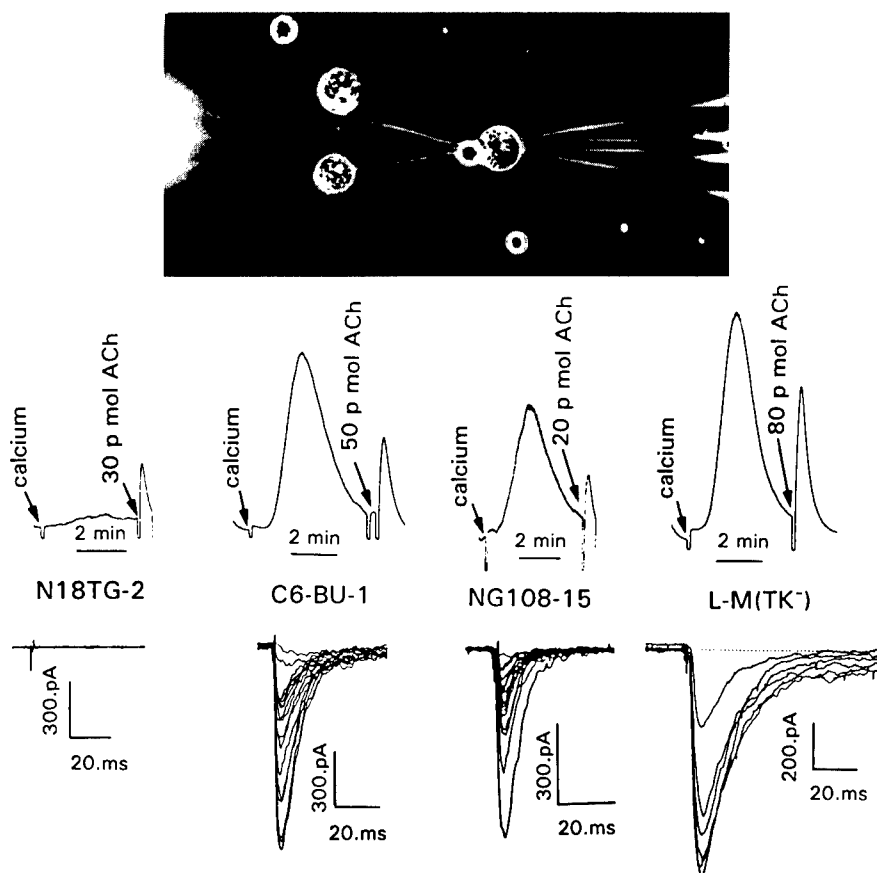 calcium
30 p mol ACh
2 min
N18TG-2
calcium
50 p mol ACh
2 min
C6-BU-1
calcium
20 p mol ACh
2 min
NG108-15
calcium
80 p mol ACh
2 min
L-M(TK⁻)
300.pA
20.ms
300.pA
20.ms
300.pA
20.ms
200.pA
20.ms